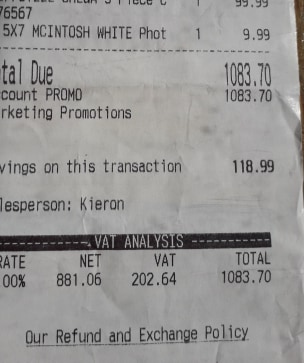 99.99
76567
5X7 MCINTOSH WHITE Phot 1 9.99
tal Due 1083.70
count PROMO 1083.70
rketing Promotions
vings on this transaction 118.99
lesperson: Kieron
VAT ANALYSIS
RATE NET VAT TOTAL
00% 881.06 202.64 1083.70
Our Refund and Exchange Policy